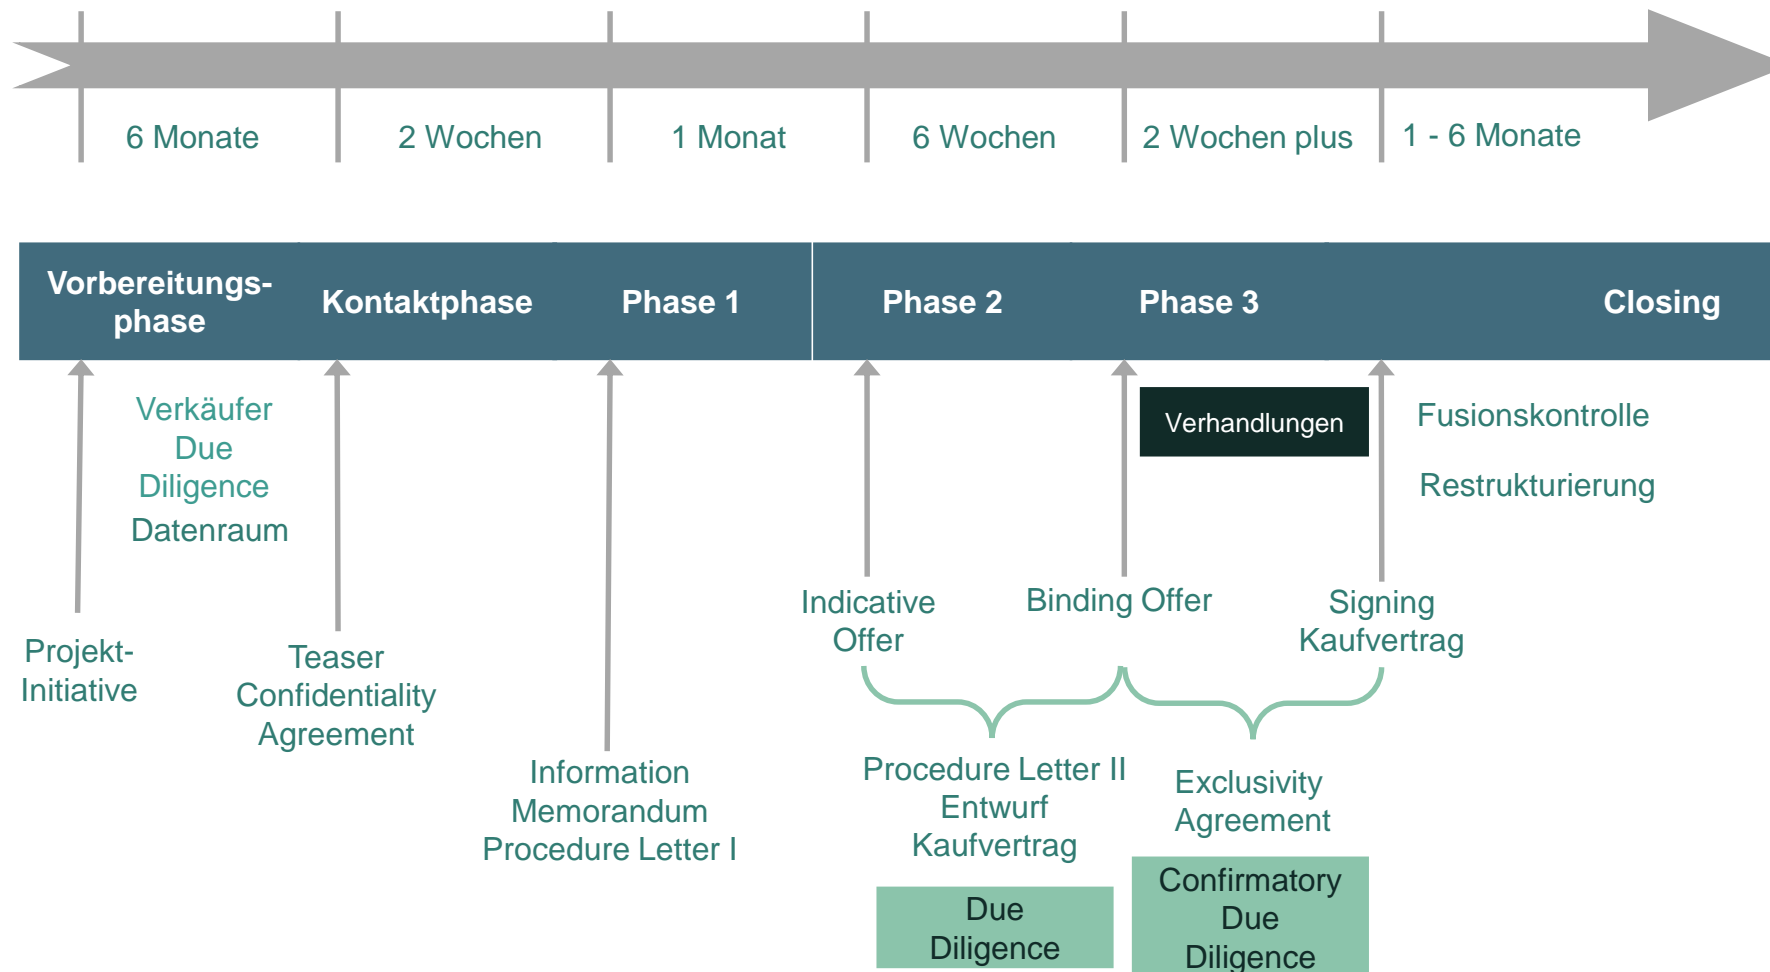 6 Monate
2 Wochen
1 Monat
6 Wochen
2 Wochen plus
1 - 6 Monate
Vorbereitungs-
phase
Kontaktphase
Phase 1
Phase 2
Phase 3
Closing
Verkäufer
Due
Diligence
Datenraum
Verhandlungen
Fusionskontrolle
Restrukturierung
Projekt-
Initiative
Teaser
Confidentiality
Agreement
Information
Memorandum
Procedure Letter I
Indicative
Offer
Binding Offer
Signing
Kaufvertrag
Procedure Letter II
Entwurf
Kaufvertrag
Due
Diligence
Exclusivity
Agreement
Confirmatory
Due
Diligence